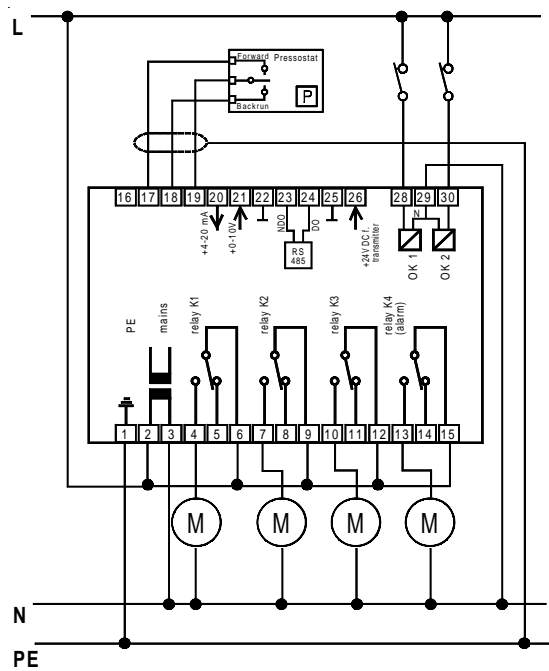 L
Forward Pressostat
P
Backrun
16 17 18 19 20 21 22 23 24 25 26 28 29 30
+4-20 mA
+0-10V
NDO
DO
RS
485
+24V DC f.
transmitter
N
OK 1
OK 2
PE
mains
relay K1
relay K2
relay K3
relay K4
(alarm)
1 2 3 4 5 6 7 8 9 10 11 12 13 14 15
M M M M
N
PE